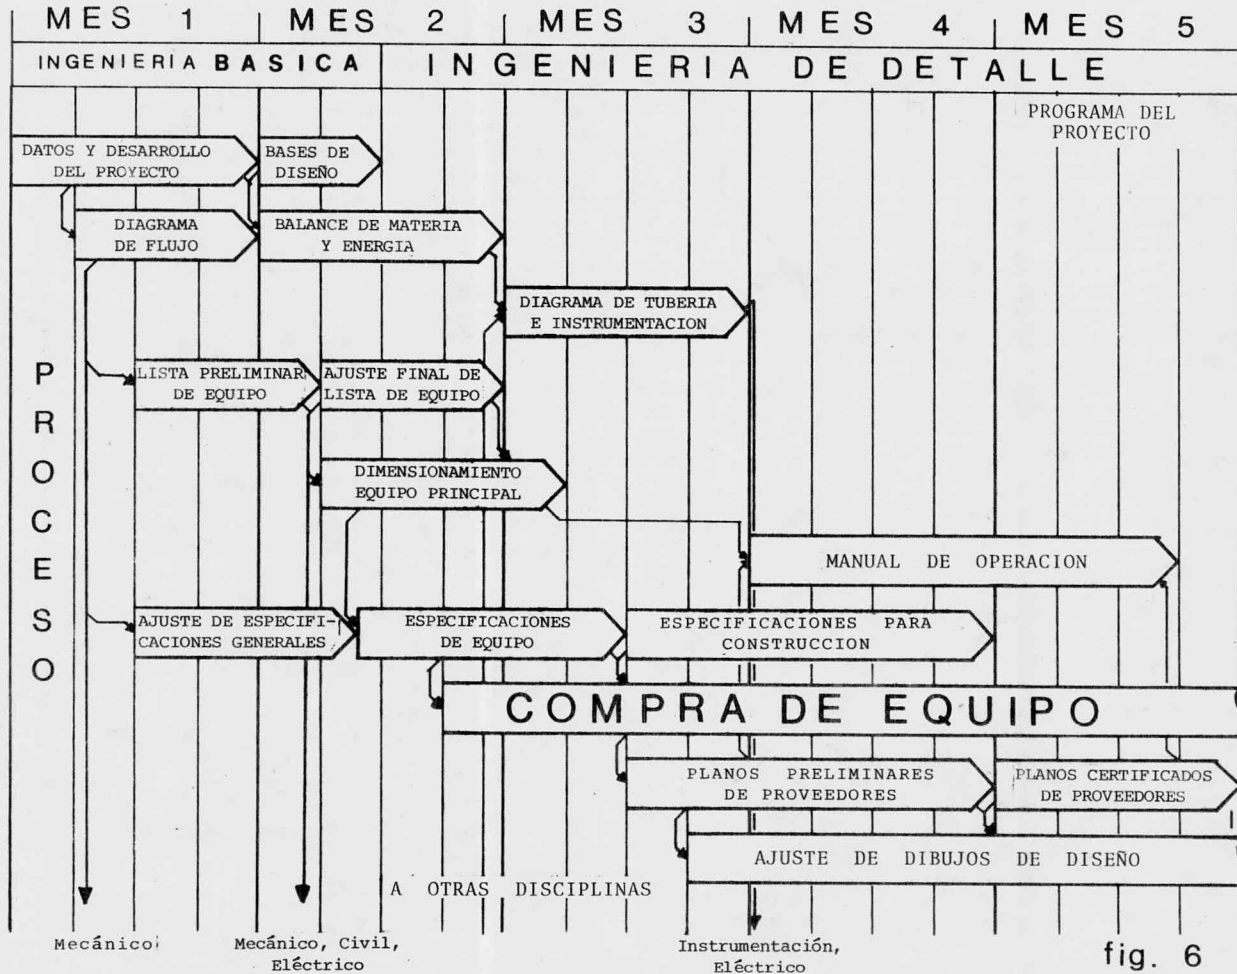 MES 1 MES 2 MES 3 MES 4 MES 5
INGENIERIA BASICA INGENIERIA DE DETALLE
PROGRAMA DEL
PROYECTO
DATOS Y DESARROLLO
DEL PROYECTO
BASES DE
DISEÑO
DIAGRAMA
DE FLUJO
BALANCE DE MATERIA
Y ENERGIA
DIAGRAMA DE TUBERIA
E INSTRUMENTACION
PROCESO
LISTA PRELIMINAR
DE EQUIPO
AJUSTE FINAL DE
LISTA DE EQUIPO
DIMENSIONAMIENTO
EQUIPO PRINCIPAL
MANUAL DE OPERACION
AJUSTE DE ESPECIFI-
CACIONES GENERALES
ESPECIFICACIONES
DE EQUIPO
ESPECIFICACIONES PARA
CONSTRUCCION
COMPRA DE EQUIPO
PLANOS PRELIMINARES
DE PROVEEDORES
PLANOS CERTIFICADOS
DE PROVEEDORES
AJUSTE DE DIBUJOS DE DISEÑO
A OTRAS DISCIPLINAS
Mecánico
Mecánico, Civil,
Eléctrico
Instrumentación,
Eléctrico
fig. 6